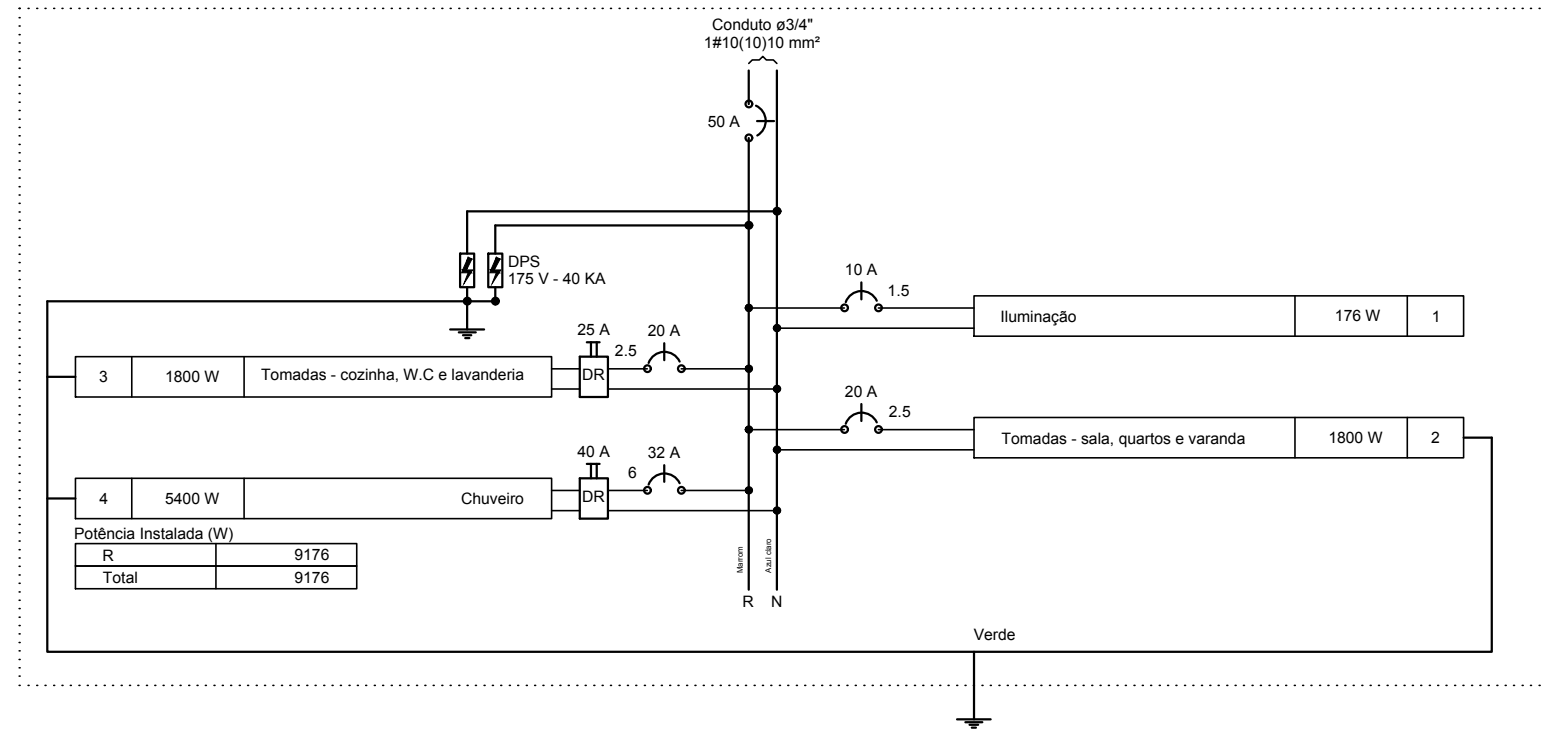 Conduto ø3/4"
1#10(10)10 mm²
50 A
DPS
175 V - 40 KA
10 A
1.5
Iluminação 176 W 1
25 A 20 A
2.5
3 1800 W Tomadas - cozinha, W.C e lavanderia DR
20 A
2.5
Tomadas - sala, quartos e varanda 1800 W 2
40 A 32 A
6
4 5400 W Chuveiro DR
Potência Instalada (W)
R 9176
Total 9176
Marrom
Azul claro
R N
Verde